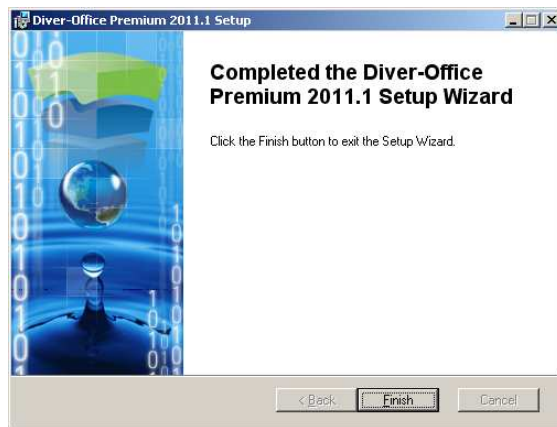 Diver-Office Premium 2011.1 Setup
Completed the Diver-Office
Premium 2011.1 Setup Wizard
Click the Finish button to exit the Setup Wizard.
< Back
Finish
Cancel